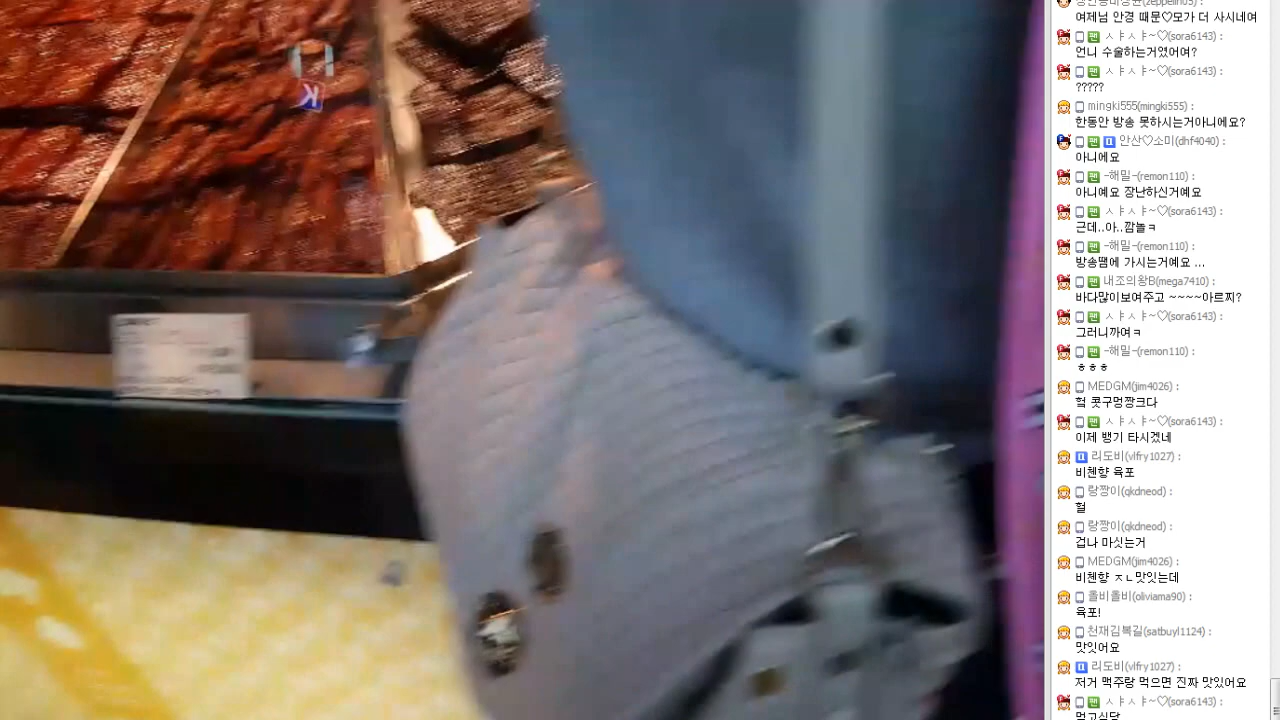 여제님 안경 때문♡모가 더 사시네여
ㅅㅑㅅㅑ~♡(sora6143) :
언니 수술하는거였어여?
ㅅㅑㅅㅑ~♡(sora6143) :
?????
mingki555(mingki555) :
한동안 방송 못하시는거아니에요?
안산♡소미(dhf4040) :
아니에요
-해밀-(remon110) :
아니예요 장난하신거예요
ㅅㅑㅅㅑ~♡(sora6143) :
근데..아..깜놀ㅋ
-해밀-(remon110) :
방송땜에 가시는거예요 ...
내조의왕B(mega7410) :
바다많이보여주고 ~~~~아르찌?
ㅅㅑㅅㅑ~♡(sora6143) :
그러니까여ㅋ
-해밀-(remon110) :
ㅎㅎㅎ
MEDGM(jim4026) :
헠 콧구멍짱크다
ㅅㅑㅅㅑ~♡(sora6143) :
이제 뱅기 타시겠네
리도비(vlfry1027) :
비첸향 육포
랑짱이(qkdneod) :
헐
랑짱이(qkdneod) :
겁나 마싯는거
MEDGM(jim4026) :
비첸향 ㅈㄴ맛잇는데
올비올비(oliviama90) :
육포!
천재김복길(satbuyl1124) :
맛잇어요
리도비(vlfry1027) :
저거 맥주랑 먹으면 진짜 맛있어요
ㅅㅑㅅㅑ~♡(sora6143) :
먹고싶당